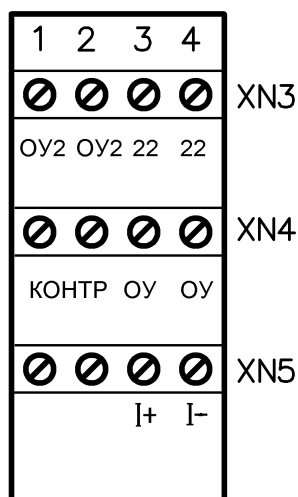 1 2 3 4
XN3
ОУ2 ОУ2 22 22
XN4
КОНТР ОУ ОУ
XN5
I+ I-